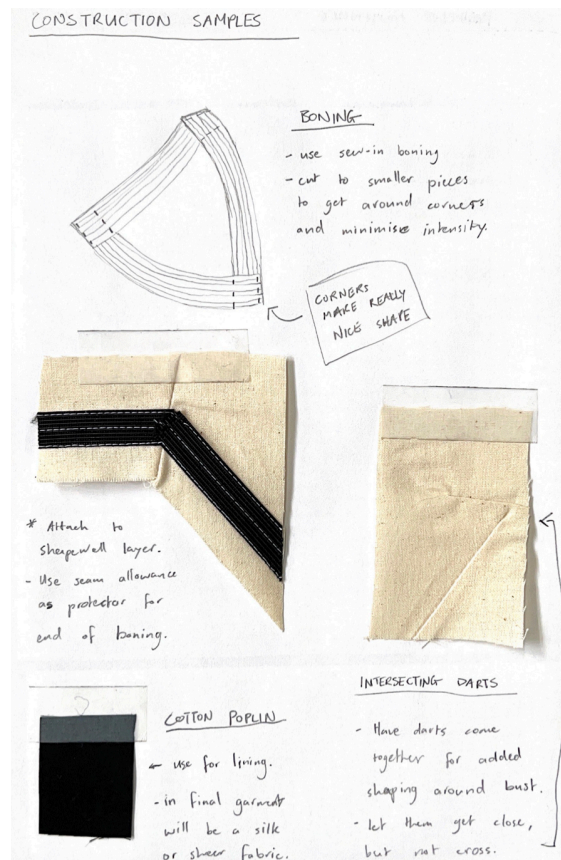 CONSTRUCTION SAMPLES
BONING
- use sew-in boning
- cut to smaller pieces
to get around corners
and minimise intensity.
CORNERS
MAKE REALLY
NICE SHAPE
* Attach to
shapewell layer.
- Use seam allowance
as protector for
end of boning.
COTTON POPLIN
← use for lining.
- in final garment
will be a silk
or sheer fabric.
INTERSECTING DARTS
- Have darts come
together for added
shaping around bust.
- let them get close,
but not cross.